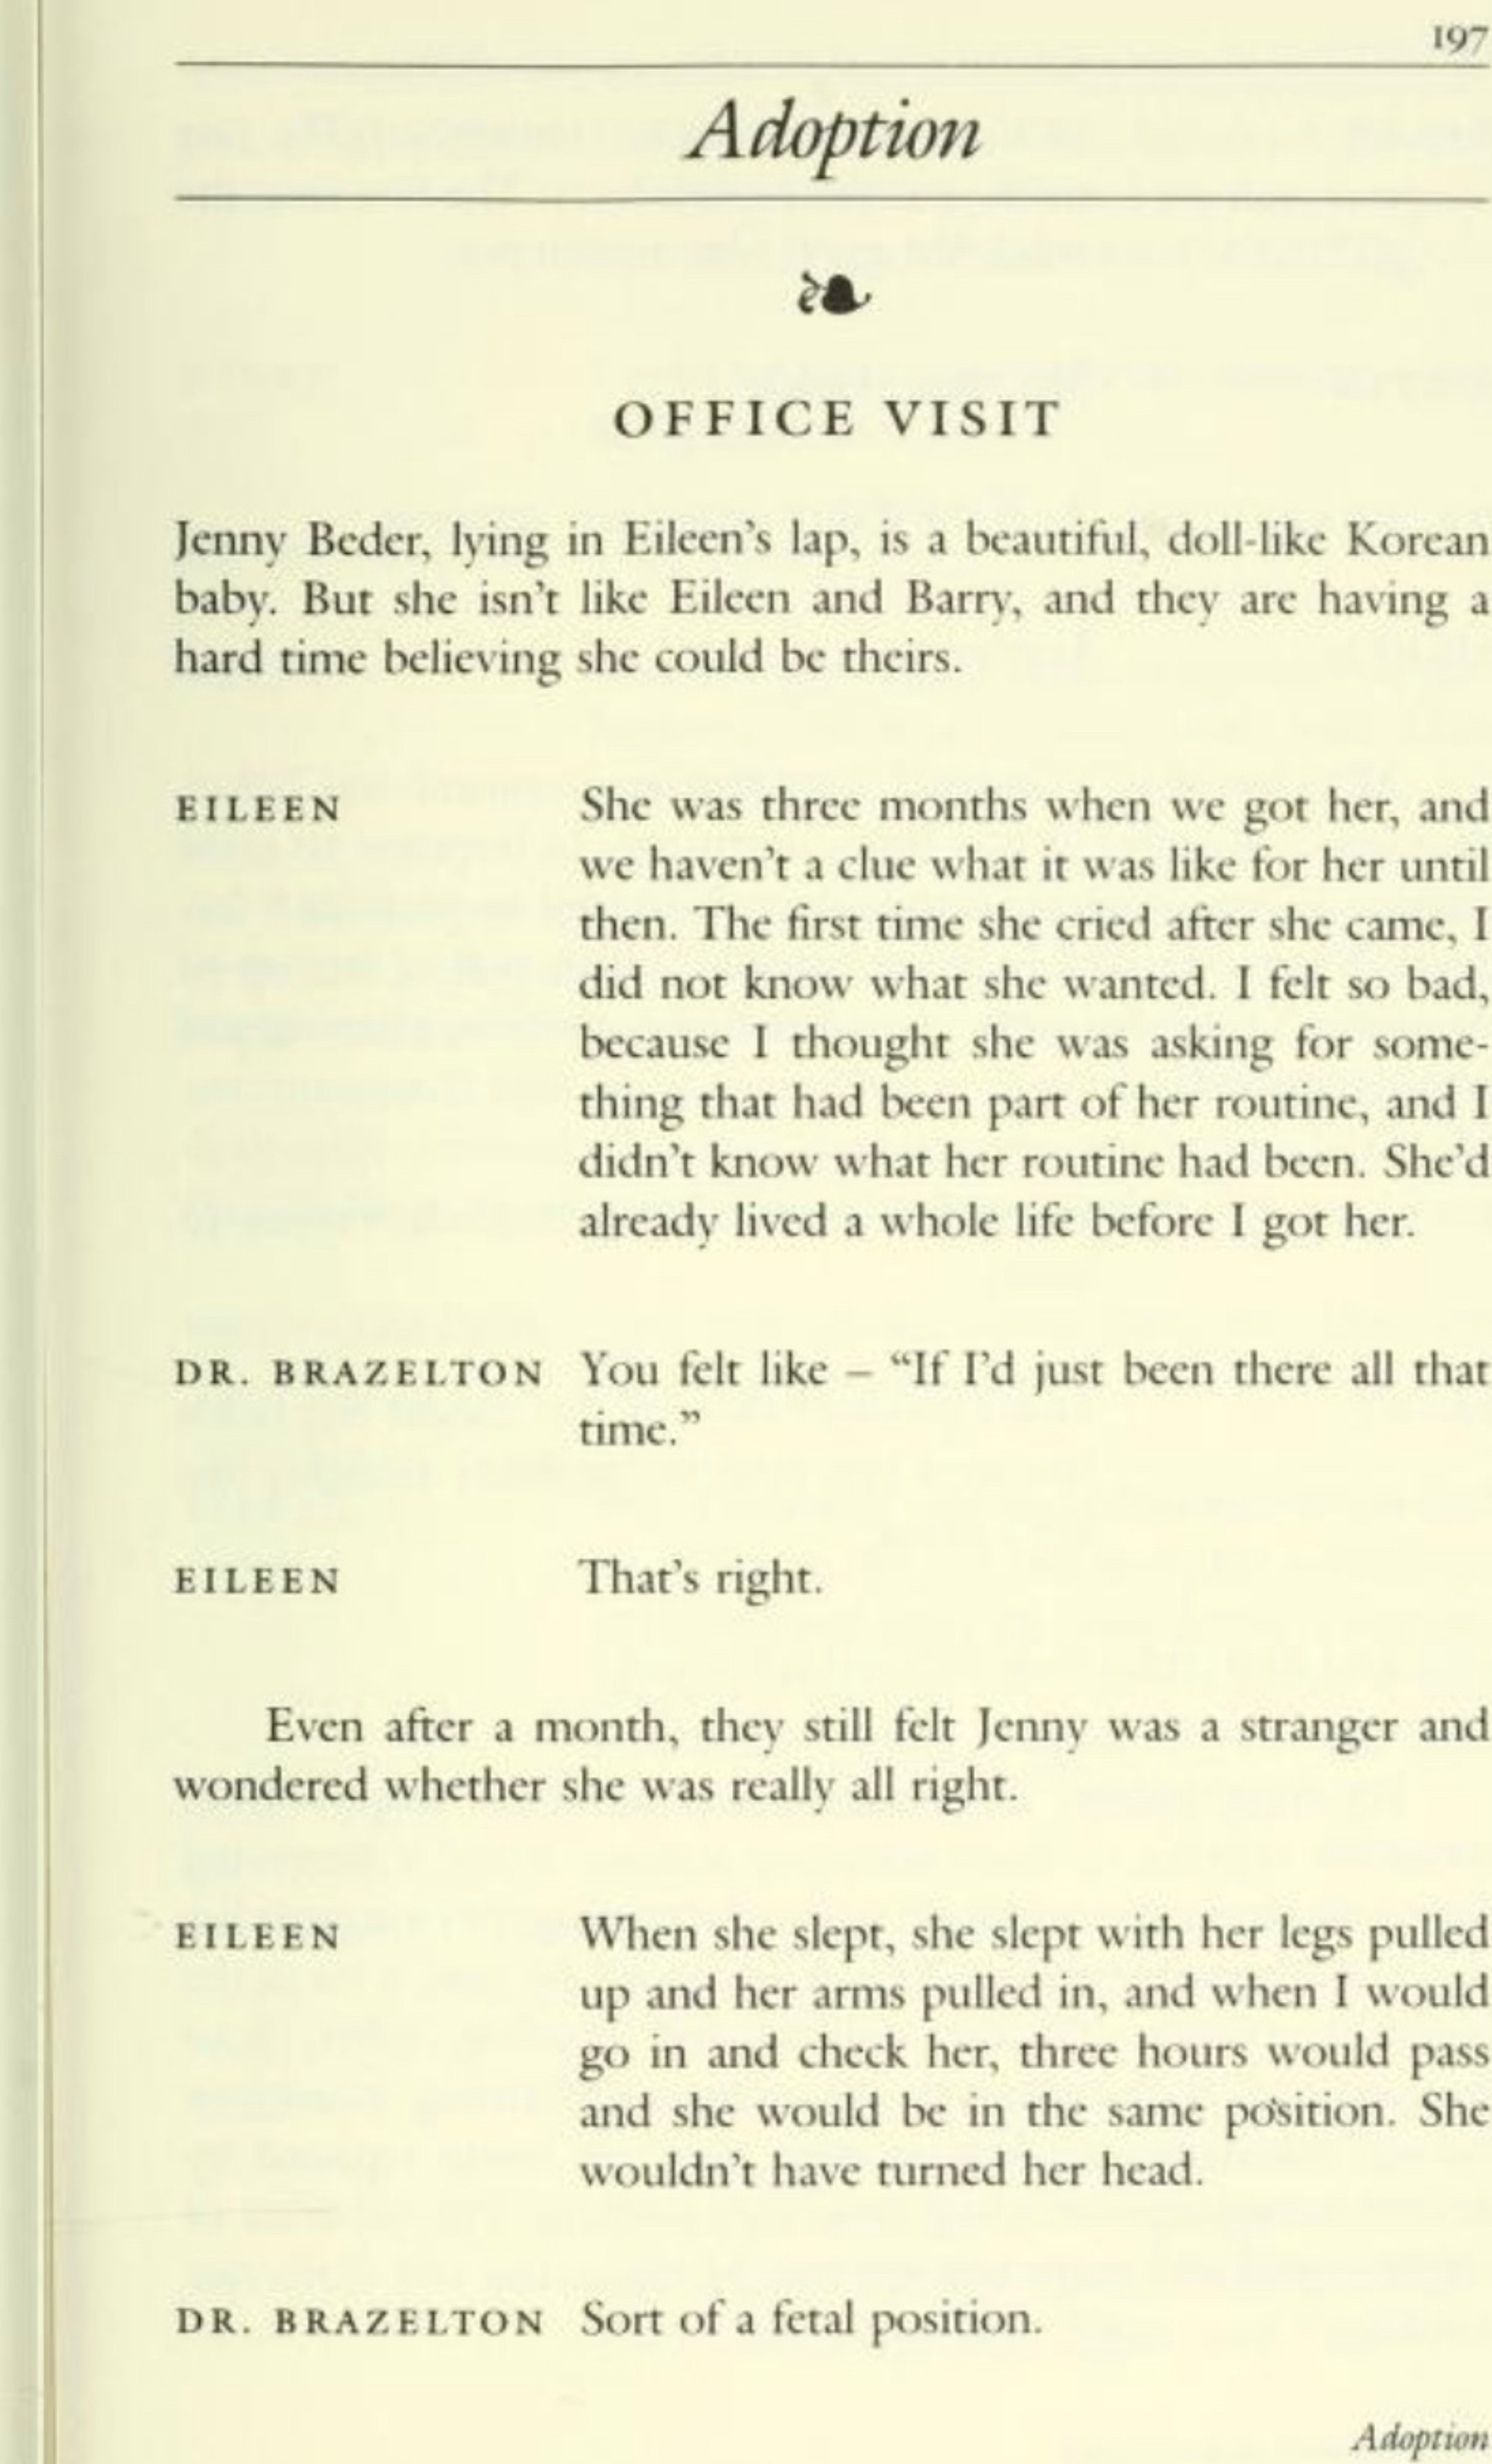 197
Adoption
OFFICE VISIT
Jenny Beder, lying in Eileen's lap, is a beautiful, doll-like Korean
baby. But she isn't like Eileen and Barry, and they are having a
hard time believing she could be theirs.
EILEEN She was three months when we got her, and
we haven't a clue what it was like for her until
then. The first time she cried after she came, I
did not know what she wanted. I felt so bad,
because I thought she was asking for some-
thing that had been part of her routine, and I
didn't know what her routine had been. She'd
already lived a whole life before I got her.
DR. BRAZELTON You felt like – “If I'd just been there all that
time.”
EILEEN That's right.
Even after a month, they still felt Jenny was a stranger and
wondered whether she was really all right.
EILEEN When she slept, she slept with her legs pulled
up and her arms pulled in, and when I would
go in and check her, three hours would pass
and she would be in the same position. She
wouldn't have turned her head.
DR. BRAZELTON Sort of a fetal position.
Adoption